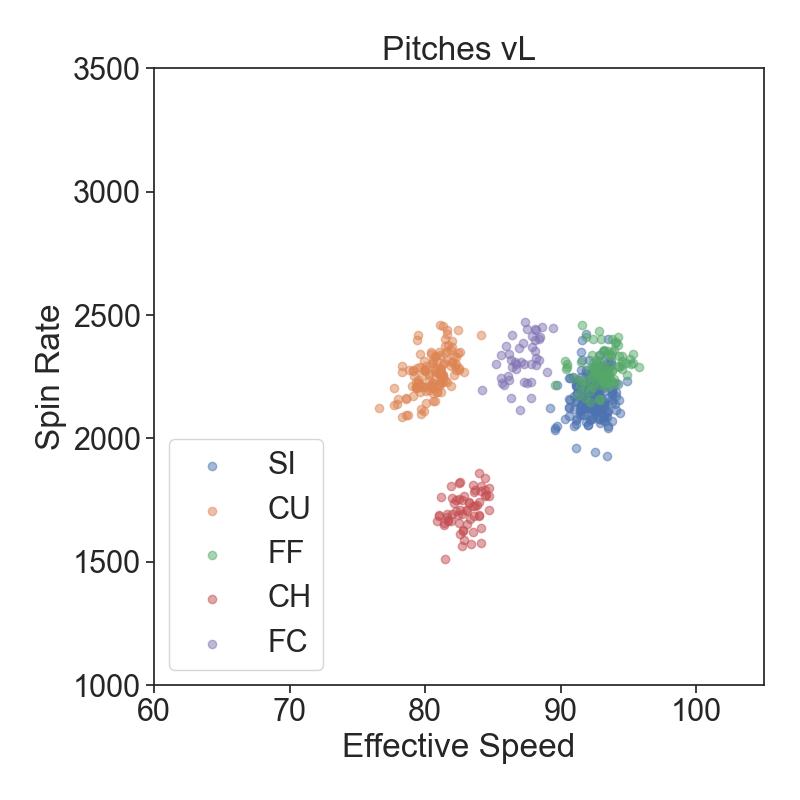 Pitches vL
3500
3000
2500
2000
1500
1000
Spin Rate
SI
CU
FF
CH
FC
60 70 80 90 100
Effective Speed